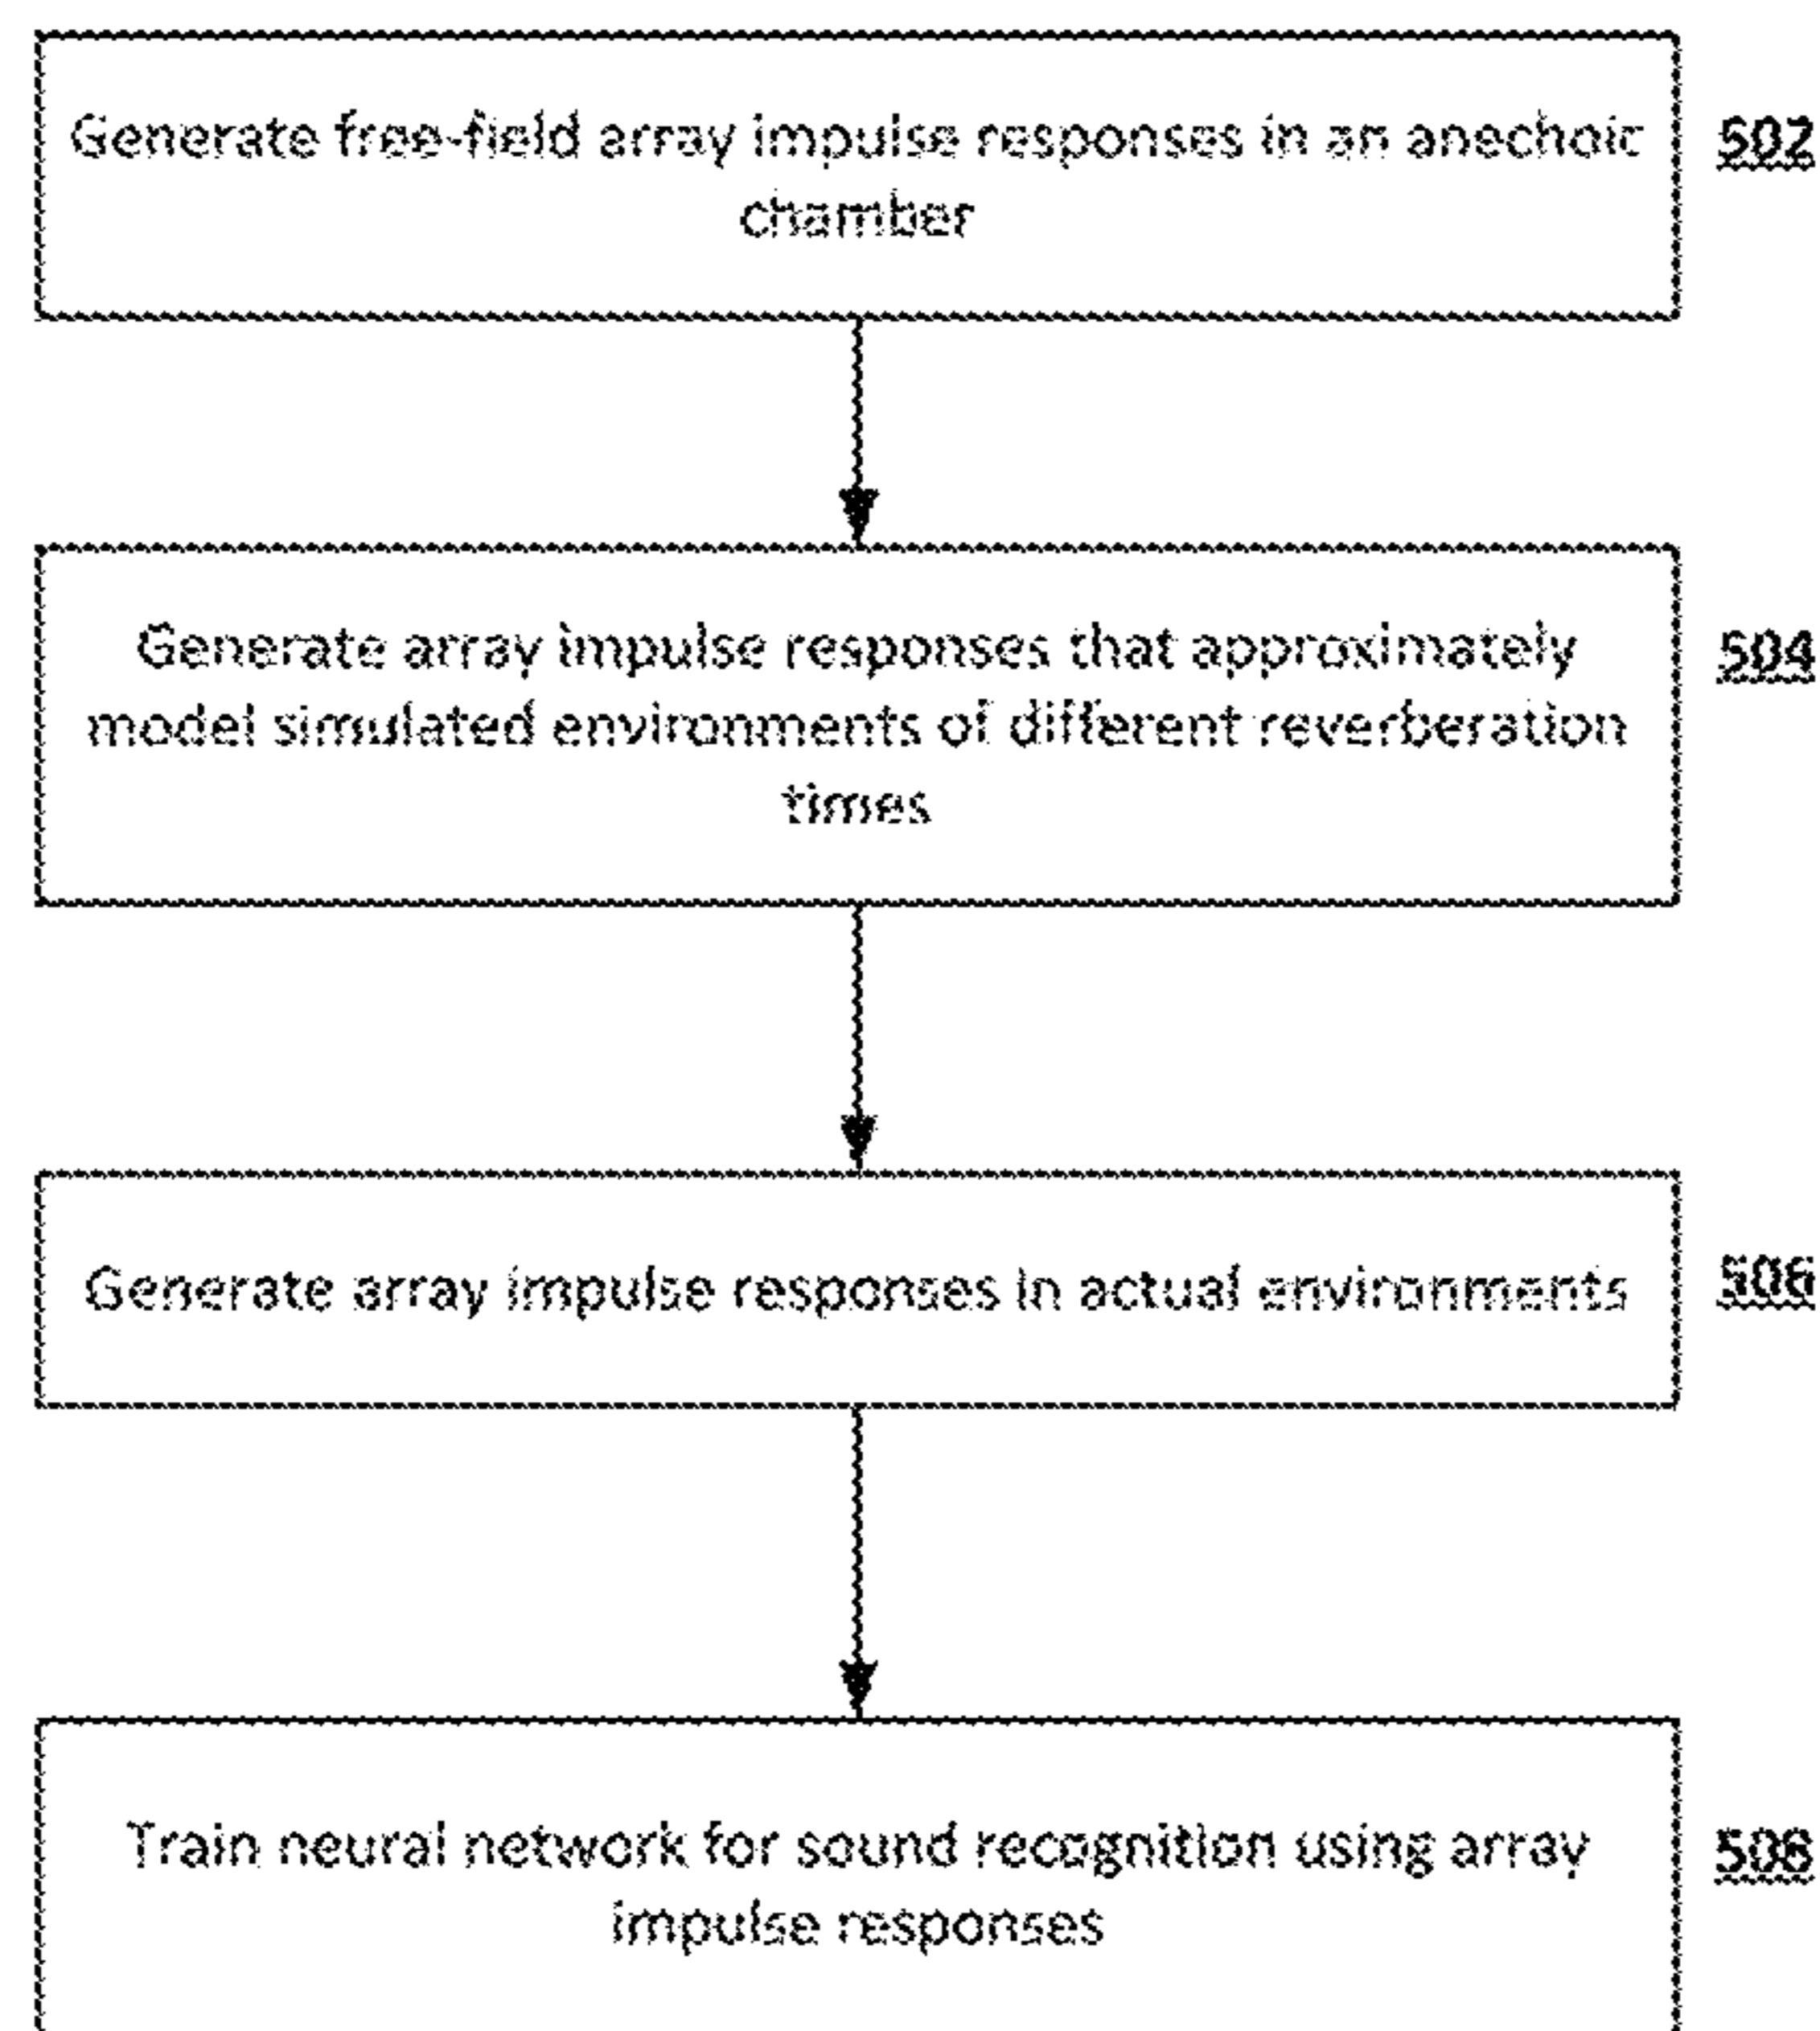 Generate free-field array impulse responses in an anechoic
chamber
502
Generate array impulse responses that approximately
model simulated environments of different reverberation
times
504
Generate array impulse responses in actual environments
506
Train neural network for sound recognition using array
impulse responses
508